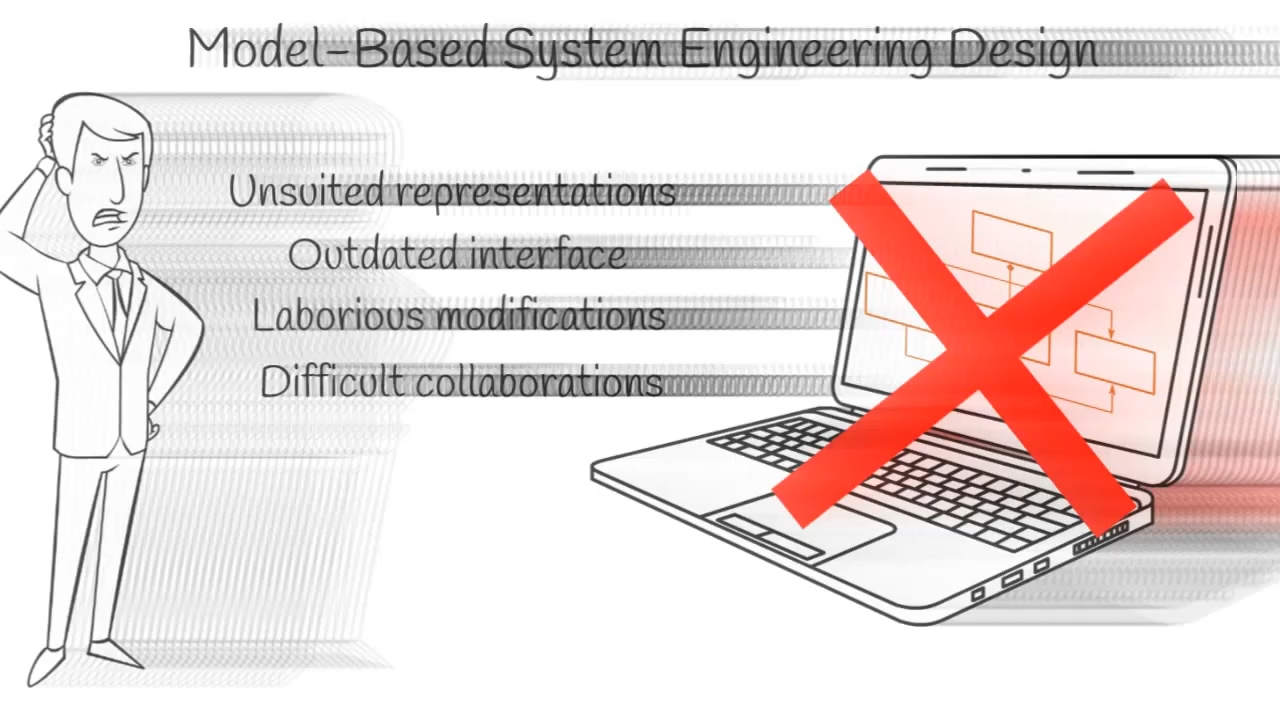 Model-Based System Engineering Design
Unsuited representations
Outdated interface
Laborious modifications
Difficult collaborations